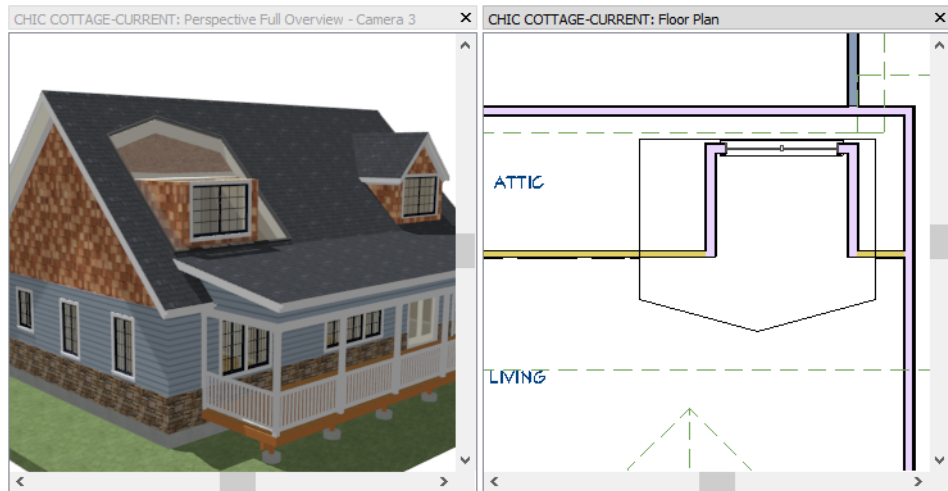 CHIC COTTAGE-CURRENT: Perspective Full Overview - Camera 3
CHIC COTTAGE-CURRENT: Floor Plan
ATTIC
LIVING